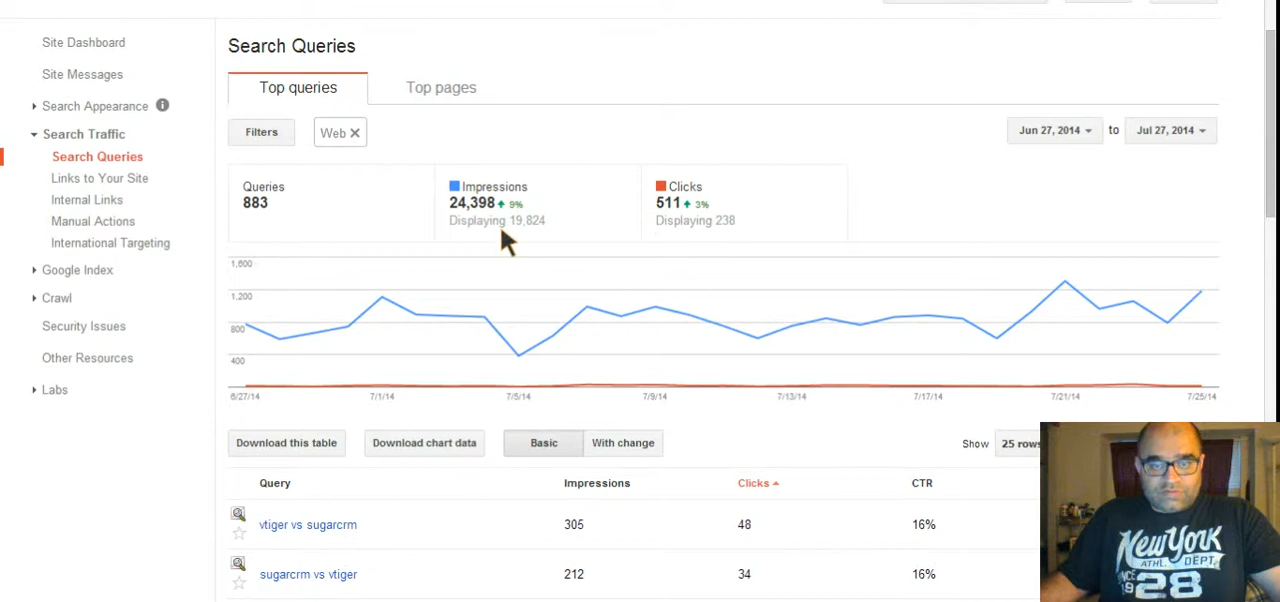 Site Dashboard
Site Messages
Search Appearance
Search Traffic
Search Queries
Links to Your Site
Internal Links
Manual Actions
International Targeting
Google Index
Crawl
Security Issues
Other Resources
Labs
Search Queries
Top queries Top pages
Filters Web Jun 27, 2014 to Jul 27, 2014
Queries Impressions Clicks
883 24,398 9% 511 3%
Displaying 19,824 Displaying 238
1,600
1,200
800
400
6/27/14 7/1/14 7/5/14 7/9/14 7/13/14 7/17/14 7/21/14 7/25/14
Download this table Download chart data Basic With change Show 25 rows
Query Impressions Clicks CTR
vtiger vs sugarcrm 305 48 16%
sugarcrm vs vtiger 212 34 16%
New York
ATH. DEPT.
SINCE
1928